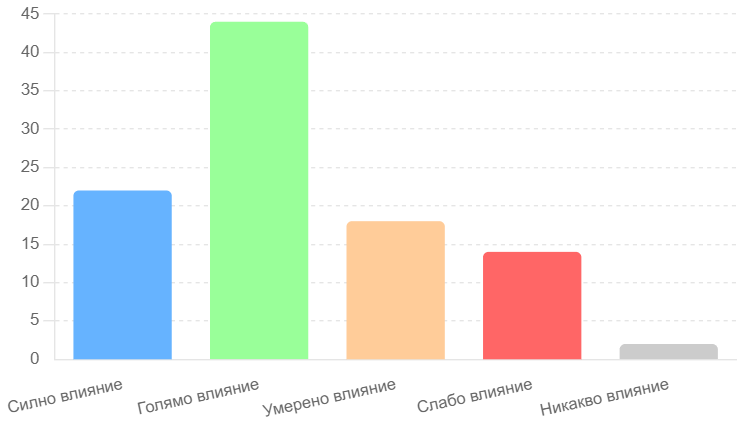 45
40
35
30
25
20
15
10
5
0
Силно влияние
Голямо влияние
Умерено влияние
Слабо влияние
Никакво влияние